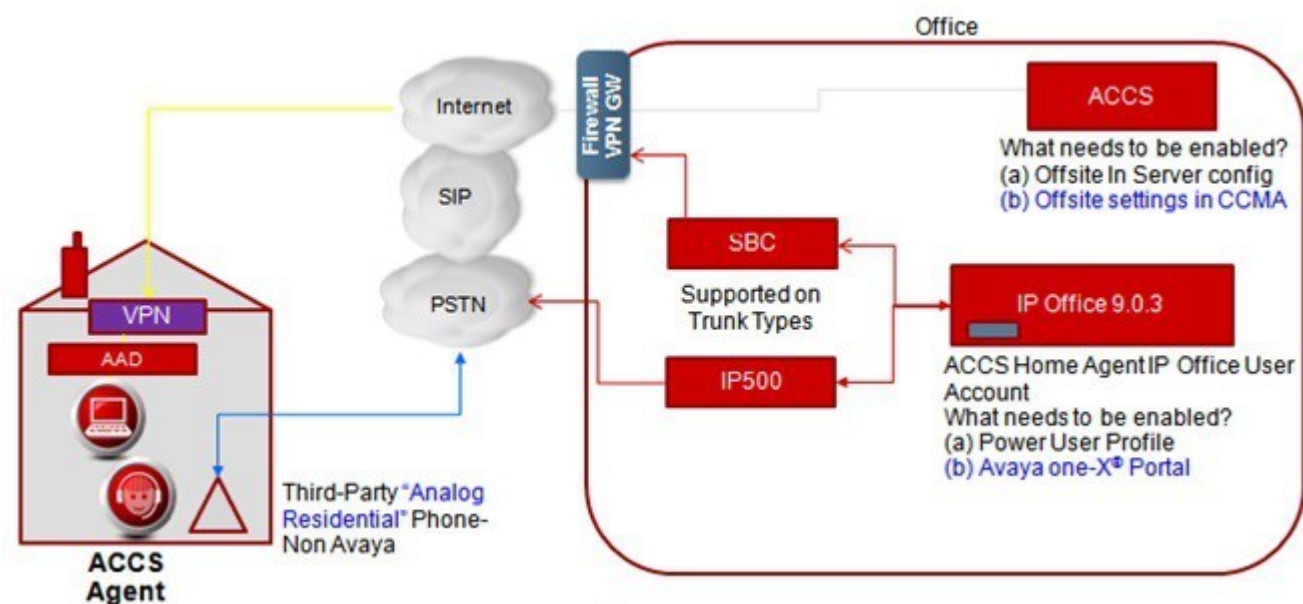 Office
Internet
Firewall
VPN GW
ACCS
What needs to be enabled?
(a) Offsite In Server config
(b) Offsite settings in CCMA
SIP
SBC
PSTN
Supported on
Trunk Types
IP Office 9.0.3
VPN
AAD
IP500
ACCS Home Agent IP Office User
Account
What needs to be enabled?
(a) Power User Profile
(b) Avaya one-X® Portal
Third-Party “Analog
Residential” Phone-
Non Avaya
ACCS
Agent